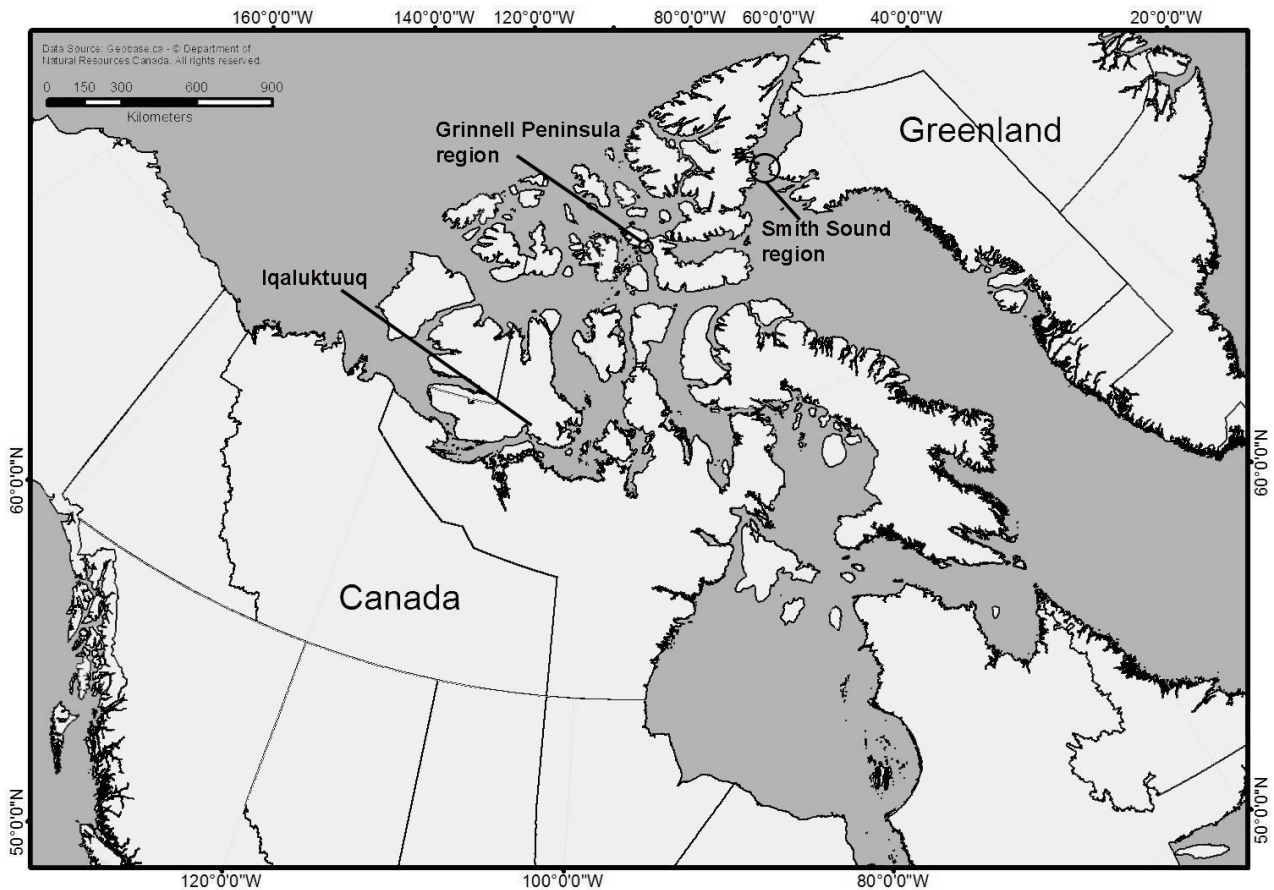 160°0'0"W 140°0'0"W 120°0'0"W 80°0'0"W 60°0'0"W 40°0'0"W 20°0'0"W
Data Source: Geobase.ca - © Department of
Natural Resources Canada. All rights reserved.
0 150 300 600 900
Kilometers
Grinnell Peninsula
region
Greenland
Smith Sound
region
Iqaluktuuq
60°0'0"N 60°0'0"N
Canada
50°0'0"N 50°0'0"N
120°0'0"W 100°0'0"W 80°0'0"W